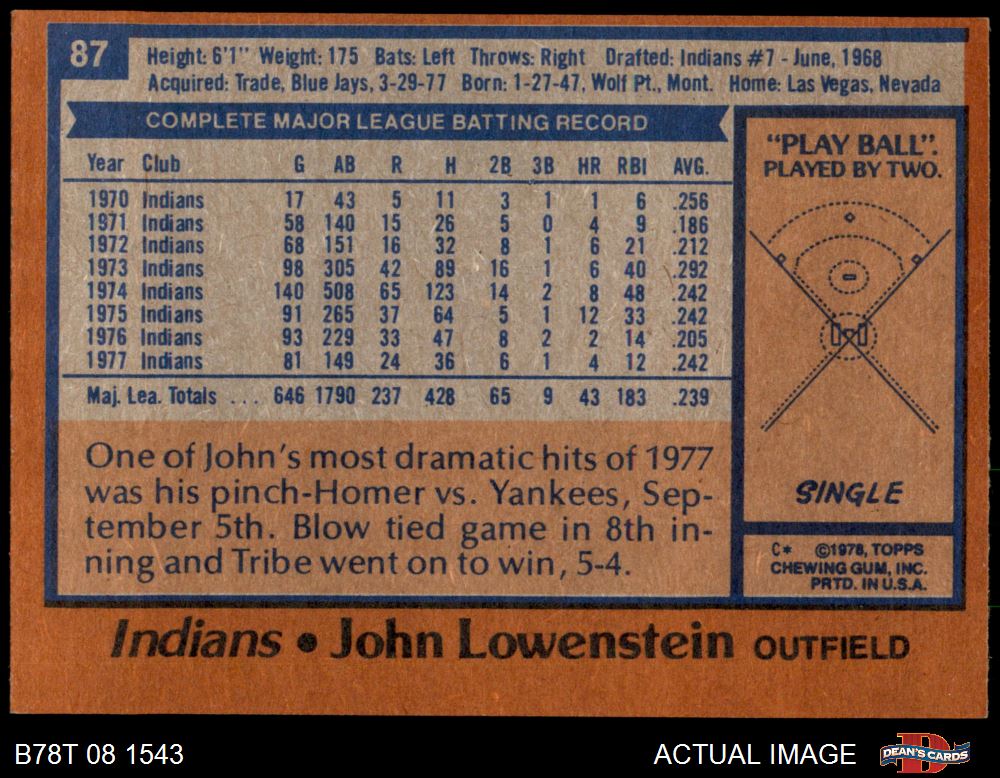 87
Height: 6'1" Weight: 175 Bats: Left Throws: Right Drafted: Indians #7 - June, 1968
Acquired: Trade, Blue Jays, 3-29-77 Born: 1-27-47, Wolf Pt., Mont. Home: Las Vegas, Nevada
COMPLETE MAJOR LEAGUE BATTING RECORD
Year Club G AB R H 2B 3B HR RBI AVG.
1970 Indians 17 43 5 11 3 1 1 6 .256
1971 Indians 58 140 15 26 5 0 4 9 .186
1972 Indians 68 151 16 32 8 1 6 21 .212
1973 Indians 98 305 42 89 16 1 6 40 .292
1974 Indians 140 508 65 123 14 2 8 48 .242
1975 Indians 91 265 37 64 5 1 12 33 .242
1976 Indians 93 229 33 47 8 2 2 14 .205
1977 Indians 81 149 24 36 6 1 4 12 .242
Maj. Lea. Totals ... 646 1790 237 428 65 9 43 183 .239
One of John's most dramatic hits of 1977
was his pinch-Homer vs. Yankees, Sep-
tember 5th. Blow tied game in 8th in-
ning and Tribe went on to win, 5-4.
"PLAY BALL".
PLAYED BY TWO.
SINGLE
C* ©1978, TOPPS
CHEWING GUM, INC.
PRTD. IN U.S.A.
Indians • John Lowenstein OUTFIELD
B78T 08 1543
ACTUAL IMAGE
DEAN'S CARDS